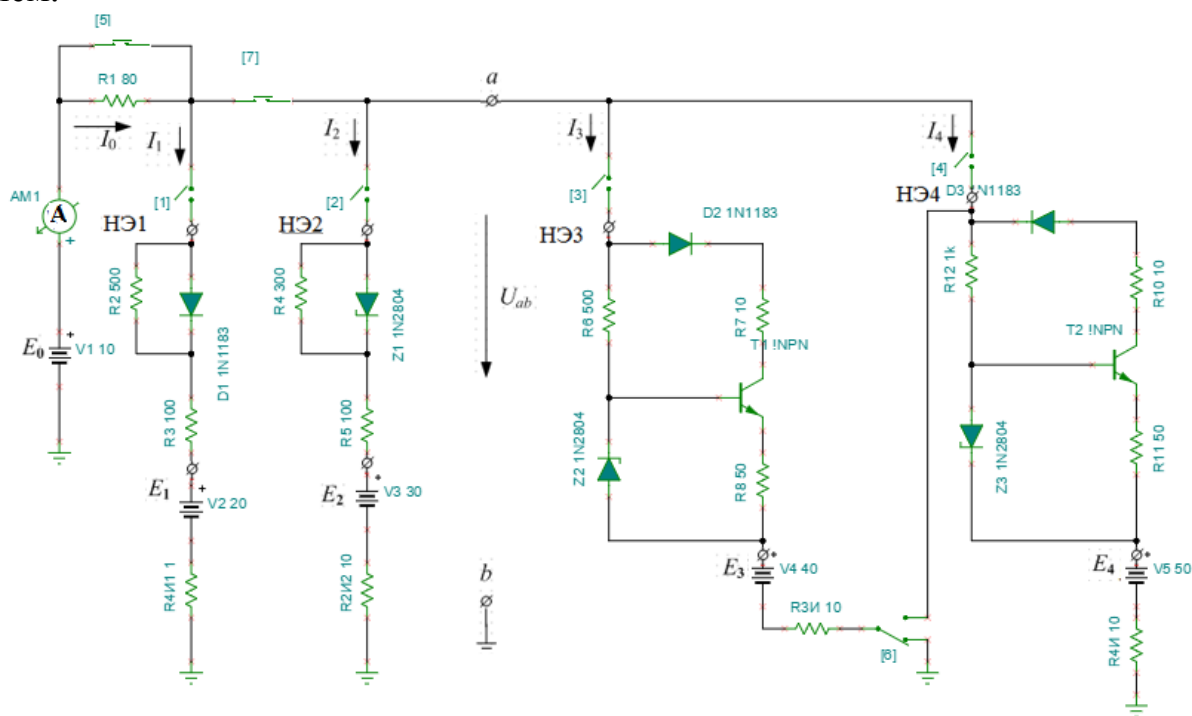 [5]
R1 80
[7]
a
I0
I1
I2
I3
I4
[1]
[2]
[3]
[4]
AM1
A
+
НЭ1
НЭ2
НЭ3
НЭ4
D3 1N1183
D2 1N1183
R2 500
R4 300
Z1 1N2804
Uab
R6 500
R7 10
R12 1k
R10 10
E0
+
V1 10
D1 1N1183
T1 !NPN
T2 !NPN
R3 100
R5 100
Z2 1N2804
R8 50
Z3 1N2804
R11 50
E1
+
V2 20
E2
+
V3 30
E3
+
V4 40
E4
+
V5 50
R4И1 1
R2И2 10
b
R3И 10
[6]
R4И 10